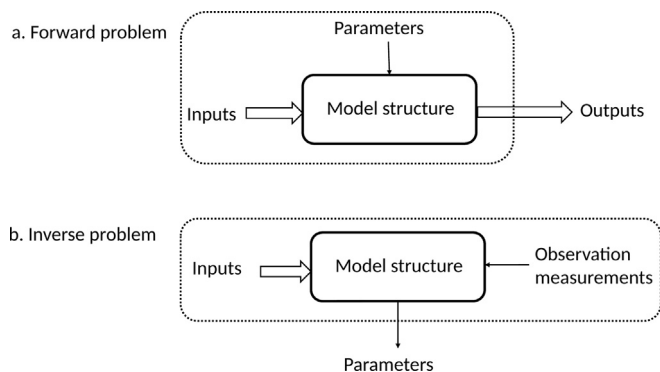 a. Forward problem
Parameters
Inputs
Model structure
Outputs
b. Inverse problem
Inputs
Model structure
Observation
measurements
Parameters